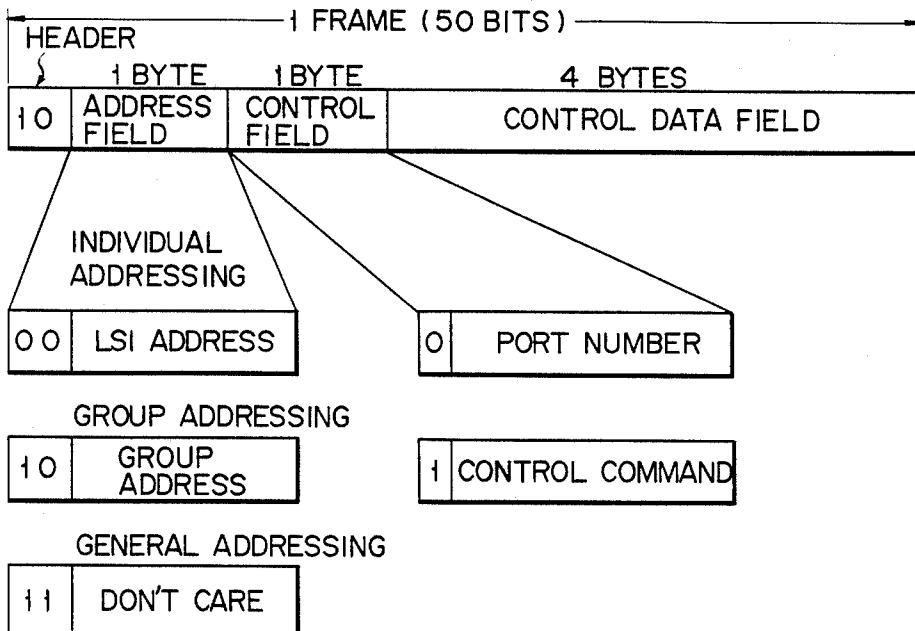 1 FRAME (50 BITS)
HEADER
1 BYTE 1 BYTE 4 BYTES
10 ADDRESS FIELD CONTROL FIELD CONTROL DATA FIELD
INDIVIDUAL
ADDRESSING
00 LSI ADDRESS 0 PORT NUMBER
GROUP ADDRESSING
10 GROUP ADDRESS 1 CONTROL COMMAND
GENERAL ADDRESSING
11 DON'T CARE